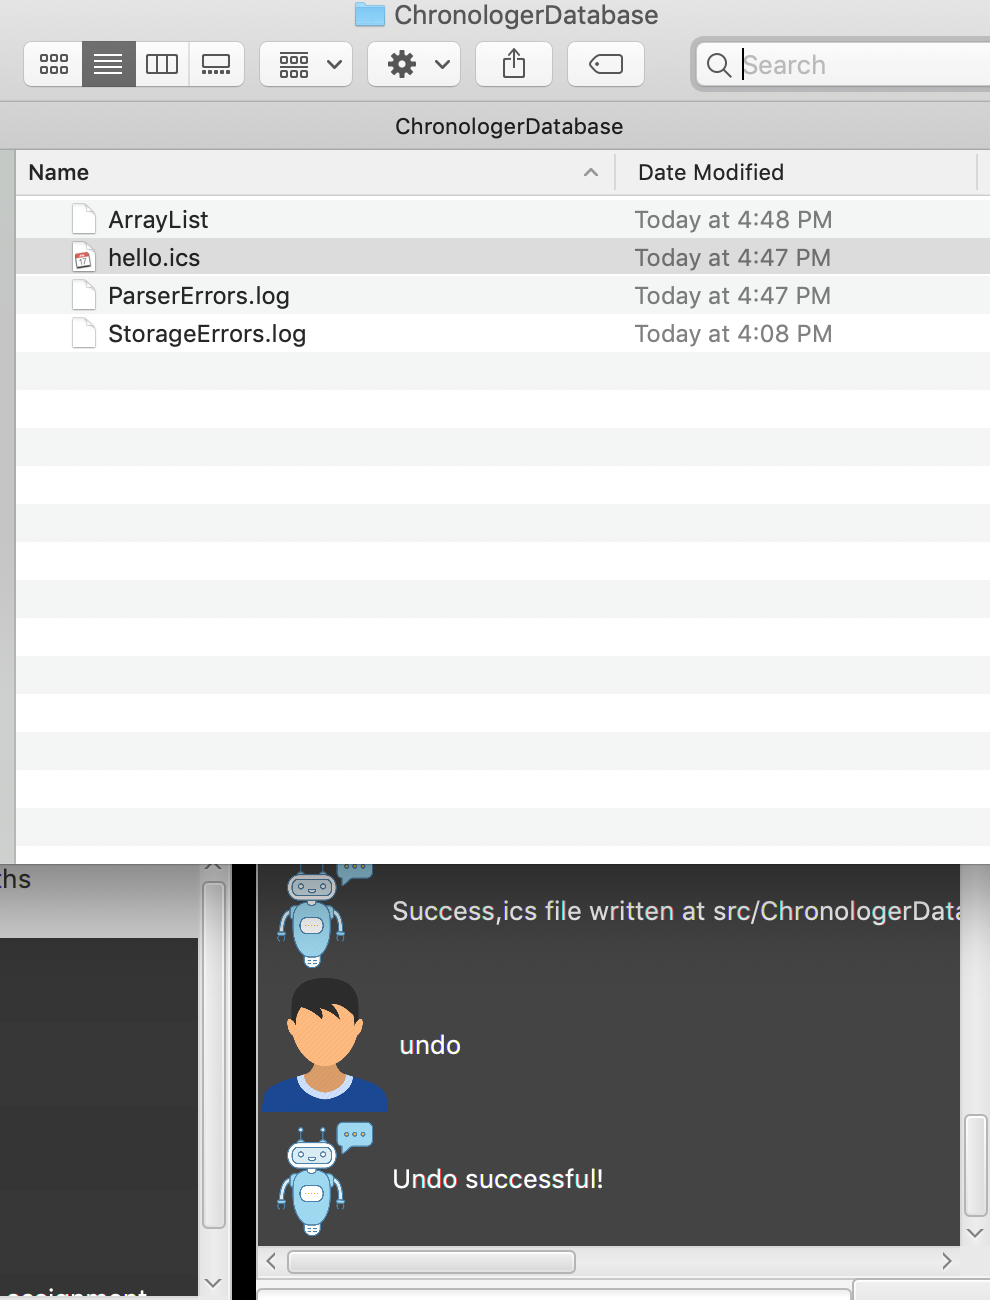 ChronologerDatabase
Search
ChronologerDatabase
Name Date Modified
ArrayList Today at 4:48 PM
hello.ics Today at 4:47 PM
ParserErrors.log Today at 4:47 PM
StorageErrors.log Today at 4:08 PM
ths
Success,ics file written at src/ChronologerData
undo
Undo successful!
assignment